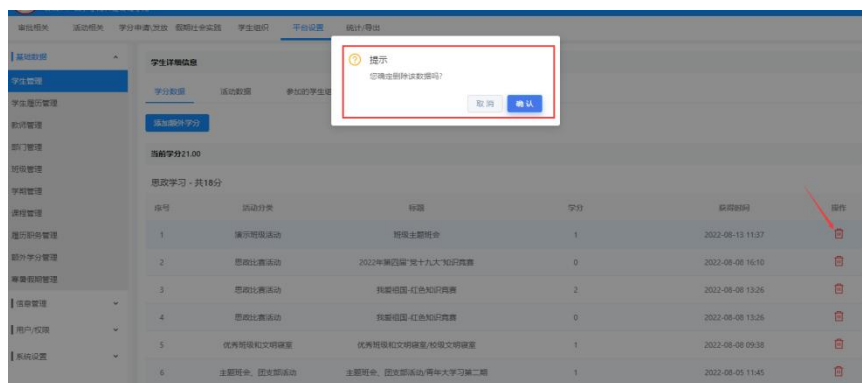 审批相关 活动相关 学分申请、发放 假期社会实践 学生组织 平台设置 统计/导出
基础数据
学生管理
学生履历管理
教师管理
部门管理
班级管理
学期管理
课程管理
履历职务管理
额外学分管理
寒暑假期管理
信息管理
用户/权限
系统设置
学生详细信息
学分数据 活动数据 参加的学生组
添加额外学分
当前学分21.00
思政学习 - 共18分
序号 活动分类 标题 学分 获得时间 操作
1 演示班级活动 班级主题班会 1 2022-08-13 11:37
2 思政比赛活动 2022年第四届"党十九大"知识竞赛 0 2022-08-08 16:10
3 思政比赛活动 我爱祖国-红色知识竞赛 2 2022-08-08 13:26
4 思政比赛活动 我爱祖国-红色知识竞赛 0 2022-08-08 13:26
5 优秀班级和文明寝室 优秀班级和文明寝室/校级文明寝室 1 2022-08-08 09:38
6 主题班会、团支部活动 主题班会、团支部活动/青年大学习第二期 1 2022-08-05 11:45
提示
您确定删除该数据吗?
取消 确认